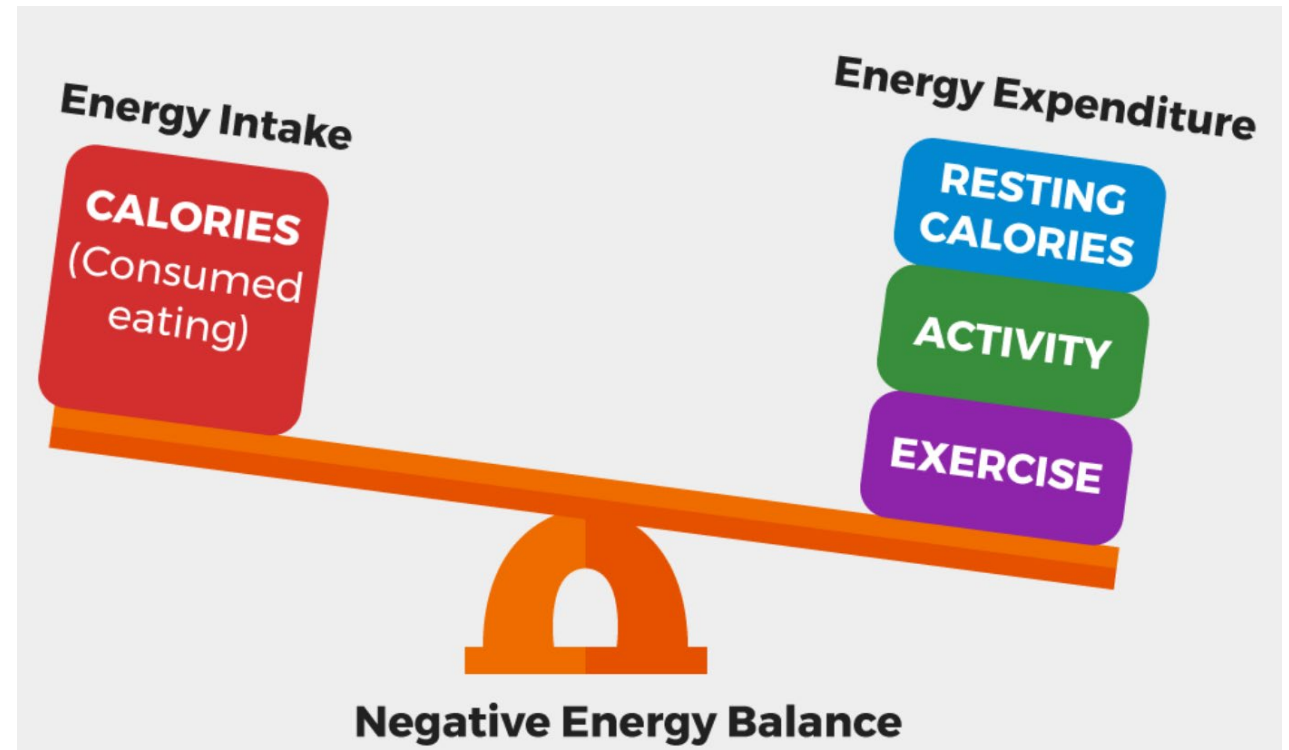 Energy Intake
CALORIES
(Consumed
eating)
Energy Expenditure
RESTING
CALORIES
ACTIVITY
EXERCISE
Negative Energy Balance